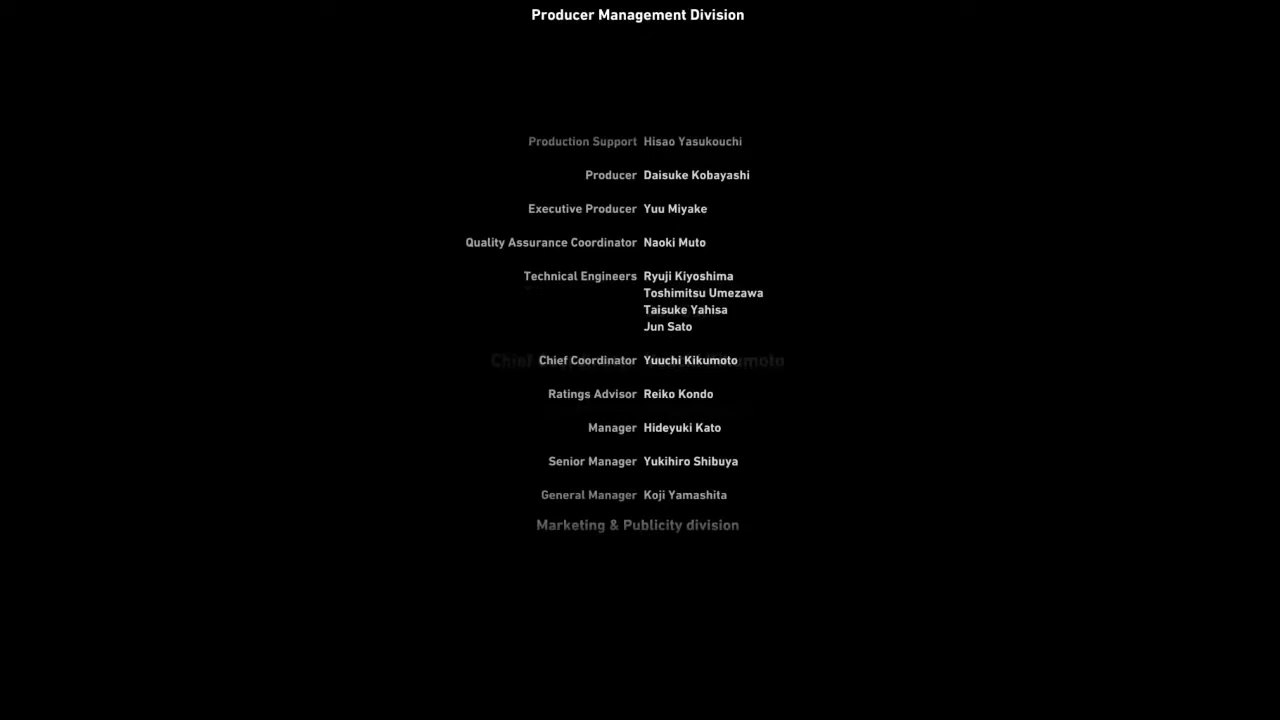 Producer Management Division
Production Support Hisao Yasukouchi
Producer Daisuke Kobayashi
Executive Producer Yuu Miyake
Quality Assurance Coordinator Naoki Muto
Technical Engineers Ryuji Kiyoshima
Toshimitsu Umezawa
Taisuke Yahisa
Jun Sato
Chief Coordinator Yuuchi Kikumoto
Ratings Advisor Reiko Kondo
Manager Hideyuki Kato
Senior Manager Yukihiro Shibuya
General Manager Koji Yamashita
Marketing & Publicity division